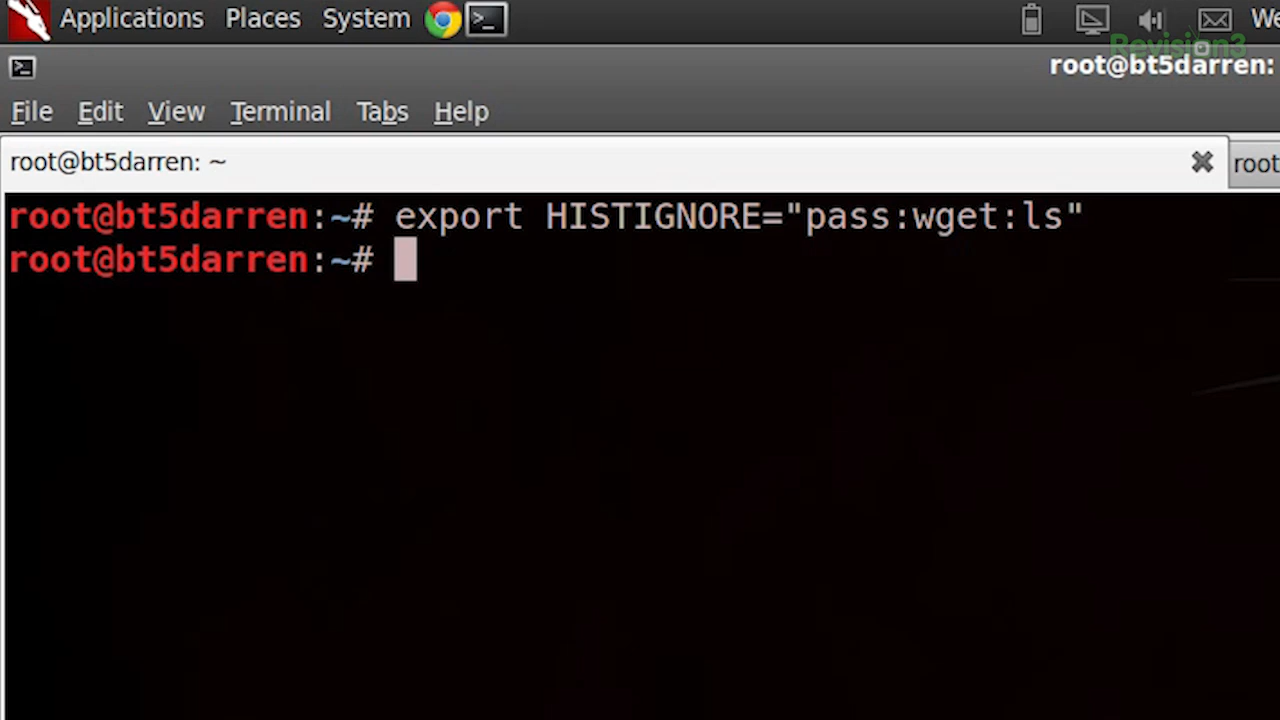 Applications Places System We
Revision3
root@bt5darren:
File Edit View Terminal Tabs Help
root@bt5darren: ~ root
root@bt5darren:~# export HISTIGNORE="pass:wget:ls"
root@bt5darren:~#